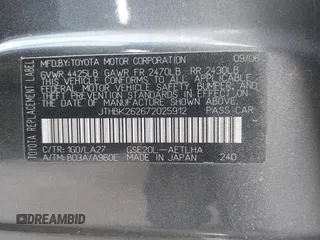 TOYOTA REPLACEMENT LABEL
MFD.BY: TOYOTA MOTOR CORPORATION 09/06
GVWR 4425LB GAWR FR 2470LB RR 2430LB
THIS VEHICLE CONFORMS TO ALL APPLICABLE
FEDERAL MOTOR VEHICLE SAFETY, BUMPER, AND
THEFT PREVENTION STANDARDS IN EFFECT ON
THE DATE OF MANUFACTURE SHOWN ABOVE.
JTHBK262672025912 PASS-CAR
C/TR: 1G0/LA27 GSE20L-AETLHA
A/TM: B03A/A960E MADE IN JAPAN 240
DREAMBID